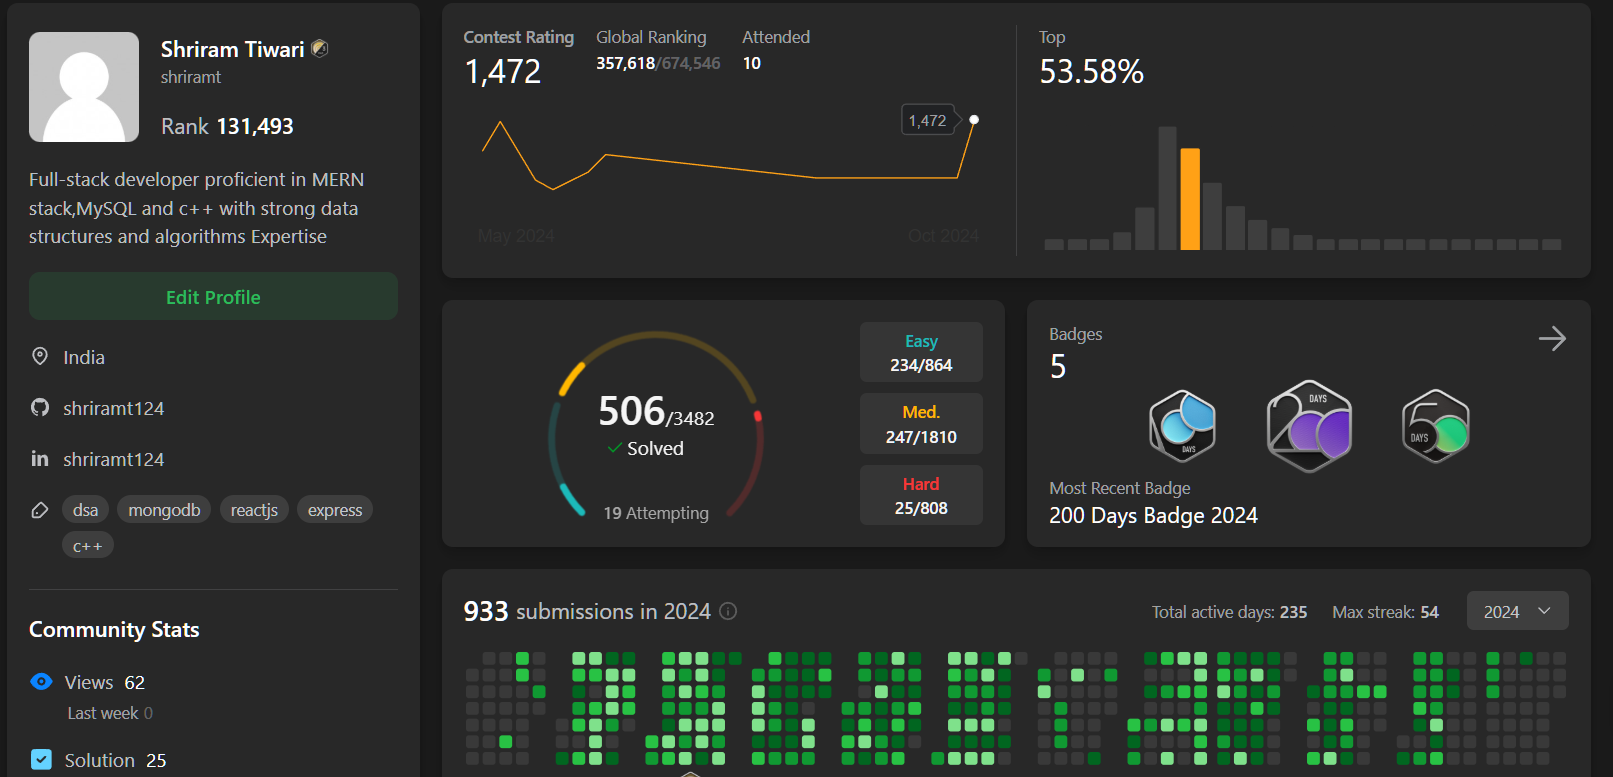 Shriram Tiwari
shriramt
Rank 131,493
Full-stack developer proficient in MERN
stack,MySQL and c++ with strong data
structures and algorithms Expertise
Edit Profile
India
shriramt124
shriramt124
dsa mongodb reactjs express
c++
Community Stats
Views 62
Last week 0
Solution 25
Contest Rating Global Ranking Attended
1,472 357,618/674,546 10
1,472
May 2024 Oct 2024
Top
53.58%
506/3482
Solved
19 Attempting
Easy
234/864
Med.
247/1810
Hard
25/808
Badges
5
DAYS
200 DAYS
50 DAYS
Most Recent Badge
200 Days Badge 2024
933 submissions in 2024
Total active days: 235 Max streak: 54 2024